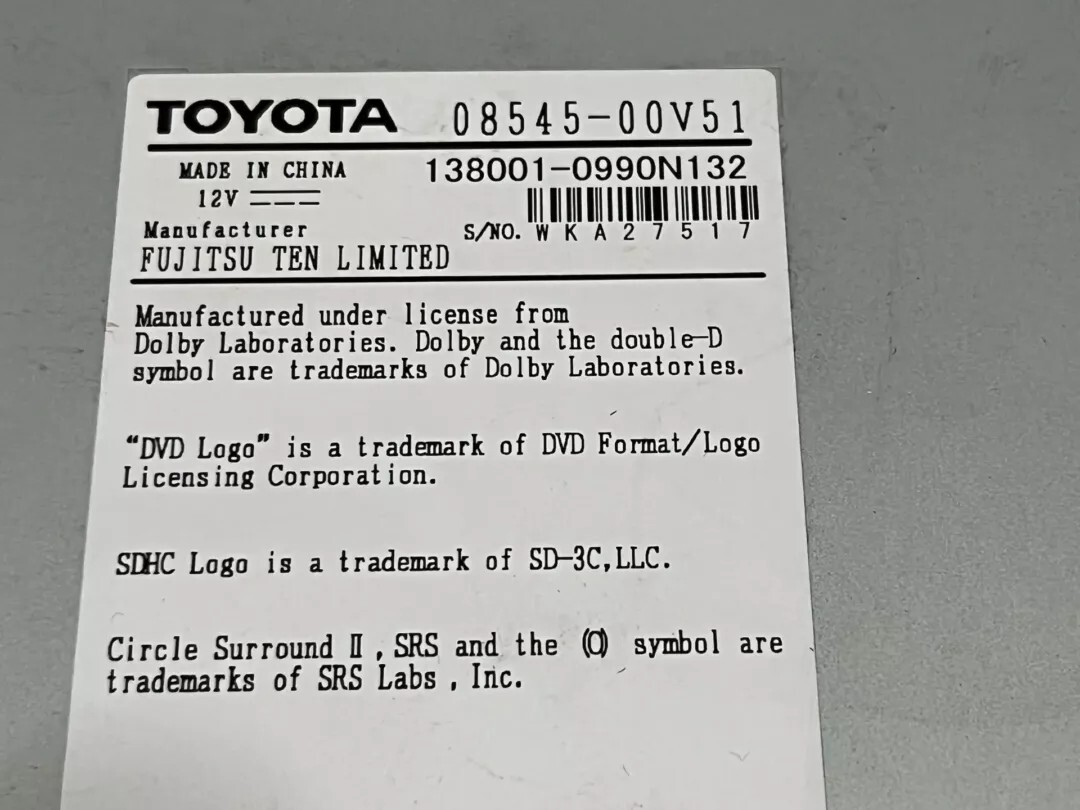 TOYOTA 08545-00V51
MADE IN CHINA 138001-0990N132
12V
Manufacturer S/NO. WKA27517
FUJITSU TEN LIMITED
Manufactured under license from
Dolby Laboratories. Dolby and the double-D
symbol are trademarks of Dolby Laboratories.
“DVD Logo” is a trademark of DVD Format/Logo
Licensing Corporation.
SDHC Logo is a trademark of SD-3C,LLC.
Circle Surround Ⅱ, SRS and the (O) symbol are
trademarks of SRS Labs, Inc.